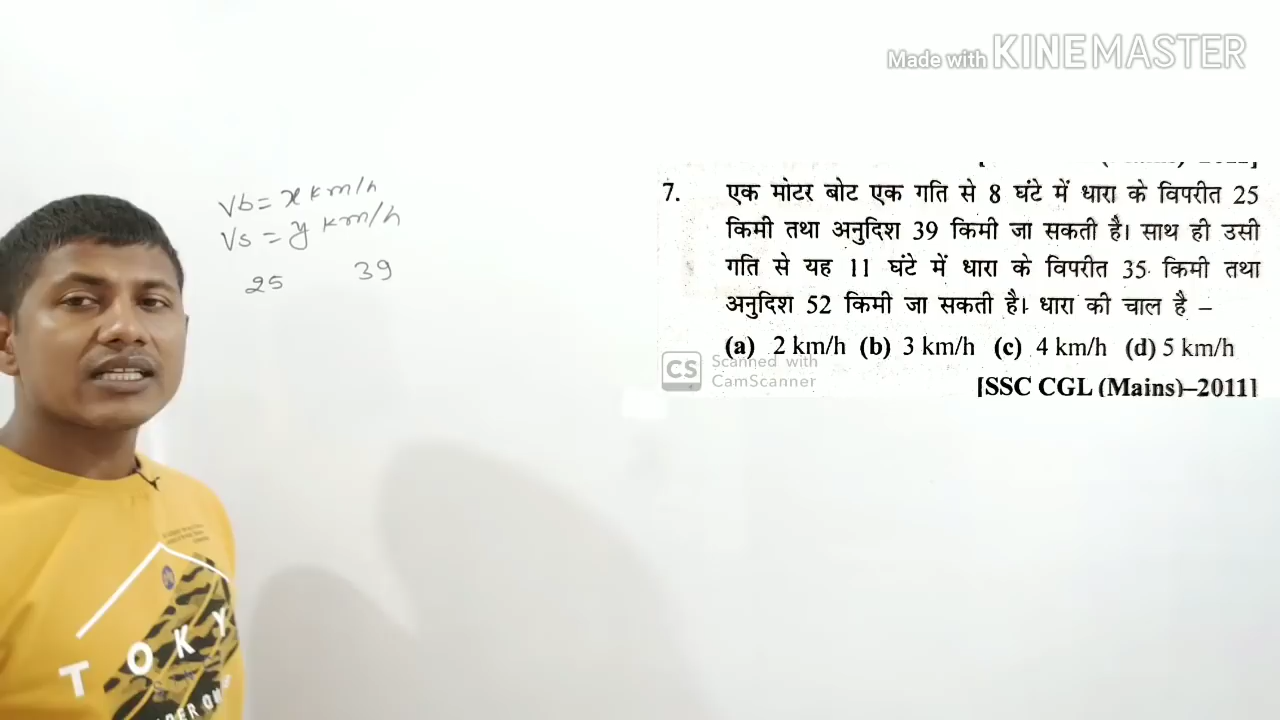 Made with KINEMASTER
Vb = x km/h
Vs = y km/h
25 39
7. एक मोटर बोट एक गति से 8 घंटे में धारा के विपरीत 25
किमी तथा अनुदिश 39 किमी जा सकती है। साथ ही उसी
गति से यह 11 घंटे में धारा के विपरीत 35 किमी तथा
अनुदिश 52 किमी जा सकती है। धारा की चाल है –
(a) 2 km/h (b) 3 km/h (c) 4 km/h (d) 5 km/h
CS Scanned with
CamScanner
[SSC CGL (Mains)–2011]
TOKY